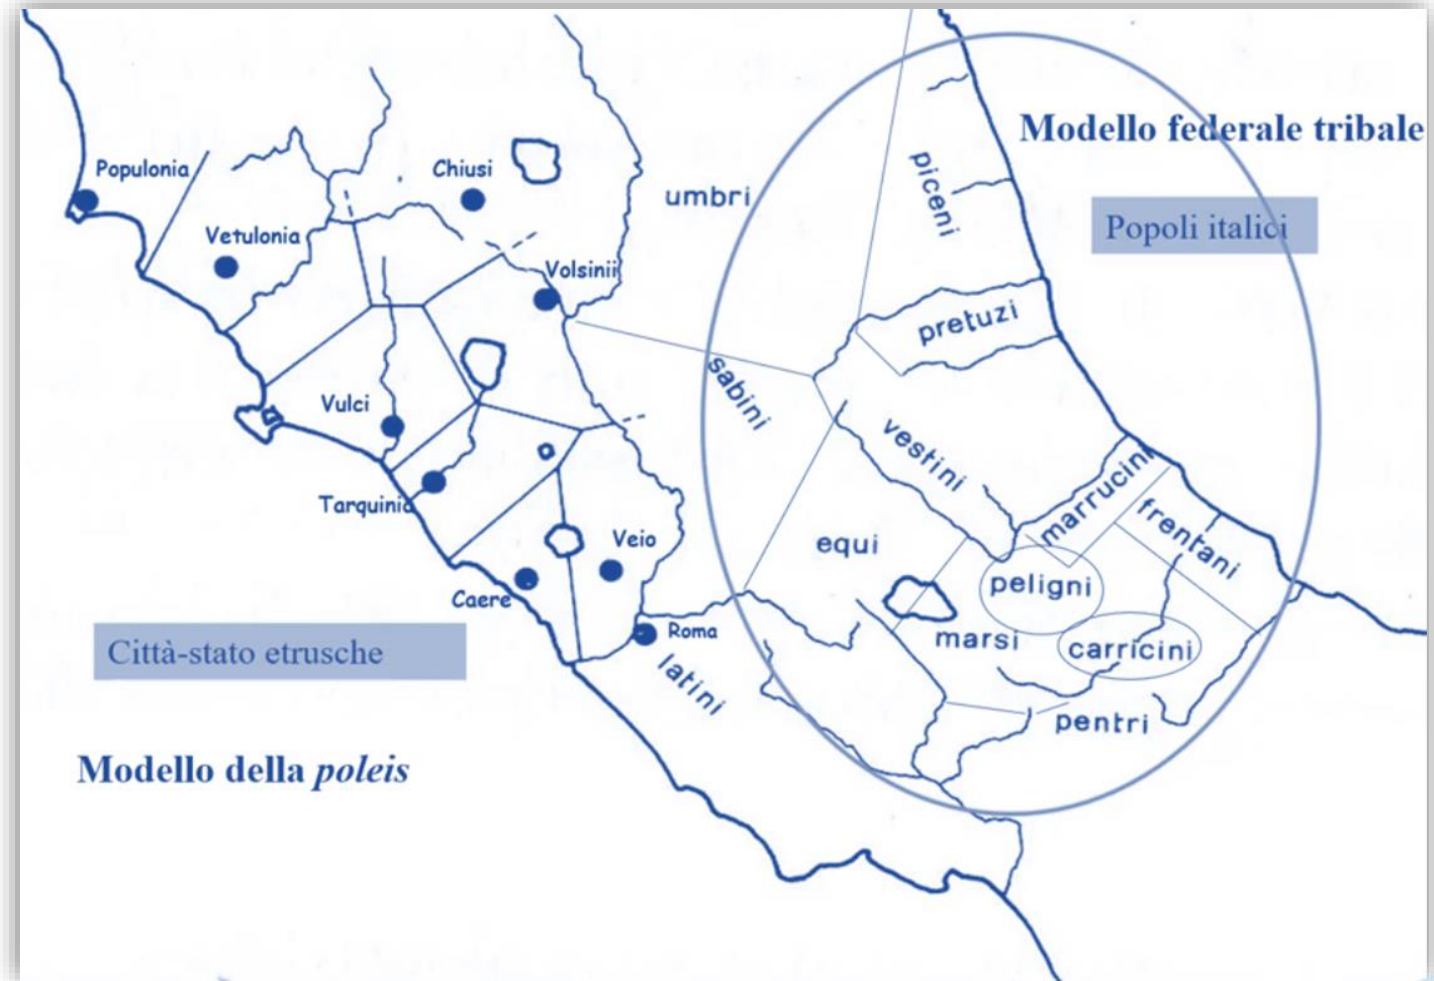 Modello federale tribale
Popoli italici
Populonia
Chiusi
umbri
piceni
Vetulonia
Volsinii
pretuzi
sabini
Vulci
vestini
marrucini
Tarquinia
frentani
equi
Veio
peligni
Caere
Roma
marsi
carricini
Città-stato etrusche
latini
pentri
Modello della poleis